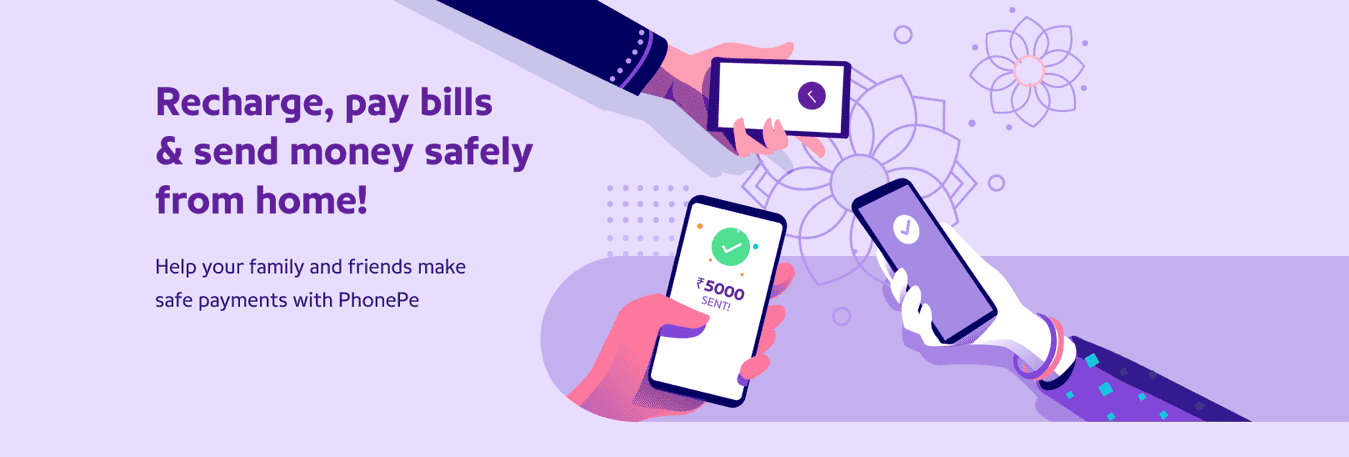 Recharge, pay bills
& send money safely
from home!
Help your family and friends make
safe payments with PhonePe
₹5000
SENT!